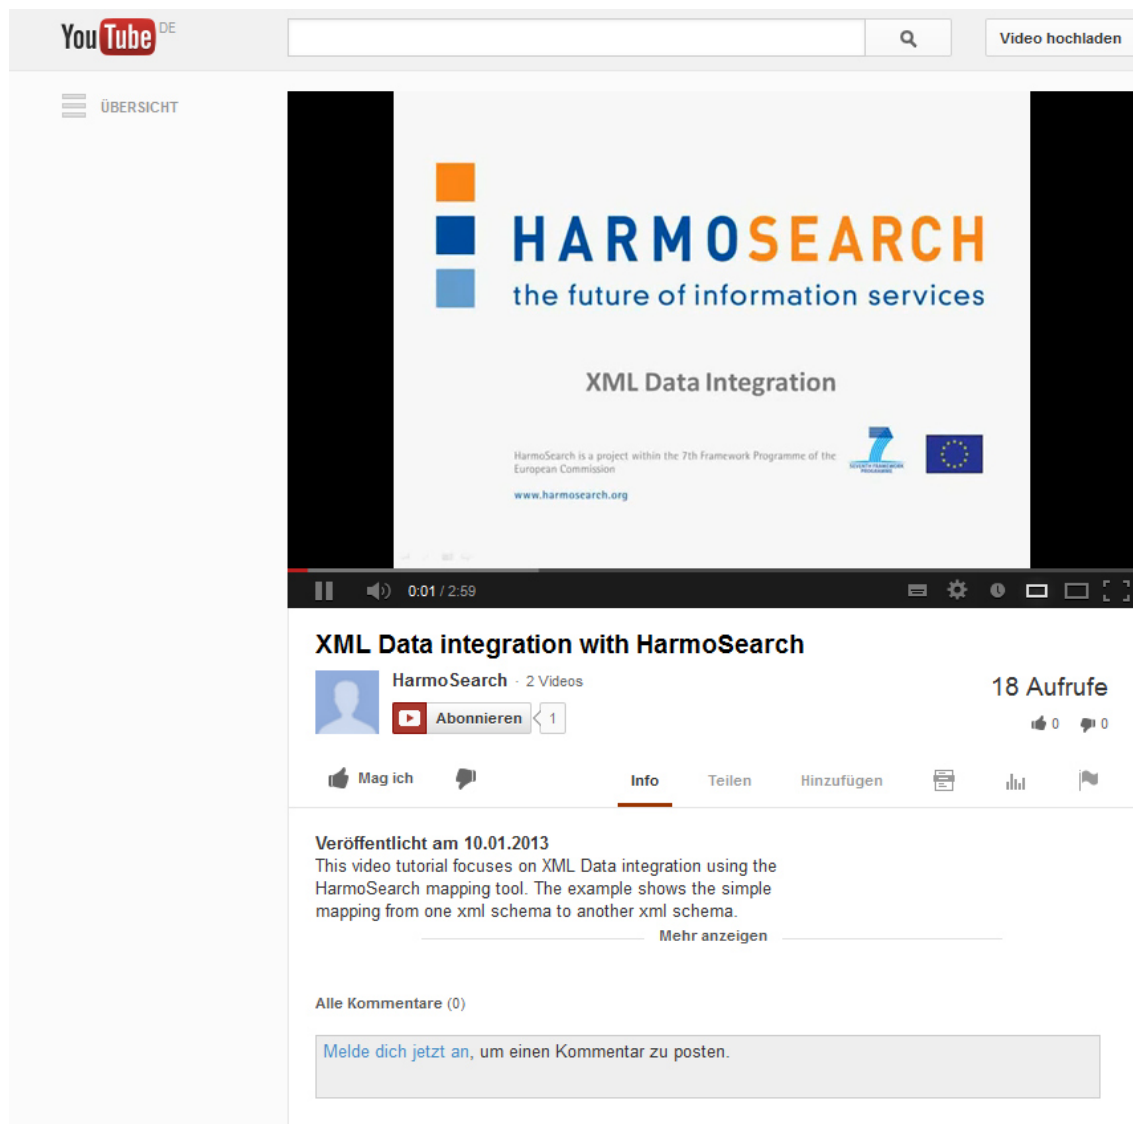 YouTube DE
Video hochladen
ÜBERSICHT
HARMOSEARCH
the future of information services
XML Data Integration
HarmoSearch is a project within the 7th Framework Programme of the
European Commission
SEVENTH FRAMEWORK
PROGRAMME
www.harmosearch.org
0:01 / 2:59
XML Data integration with HarmoSearch
HarmoSearch · 2 Videos
18 Aufrufe
Abonnieren 1
0 0
Mag ich
Info Teilen Hinzufügen
Veröffentlicht am 10.01.2013
This video tutorial focuses on XML Data integration using the
HarmoSearch mapping tool. The example shows the simple
mapping from one xml schema to another xml schema.
Mehr anzeigen
Alle Kommentare (0)
Melde dich jetzt an, um einen Kommentar zu posten.